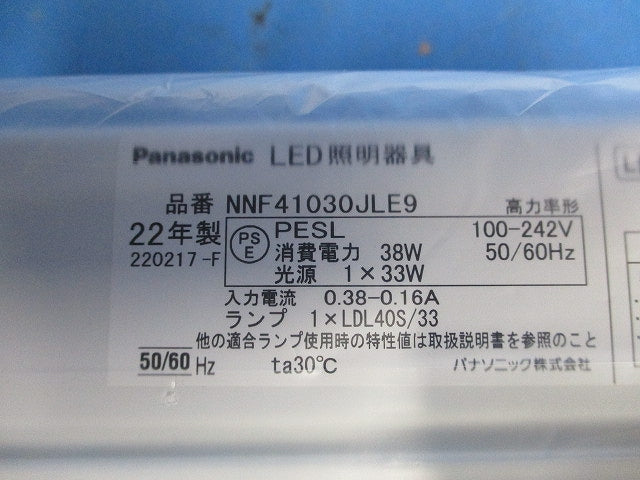 Panasonic LED照明器具
品番 NNF41030JLE9 高力率形
22年製
220217-F
PS
E
PESL 100-242V
消費電力 38W 50/60Hz
光源 1×33W
入力電流 0.38-0.16A
ランプ 1×LDL40S/33
他の適合ランプ使用時の特性値は取扱説明書を参照のこと
50/60 Hz ta30℃ パナソニック株式会社